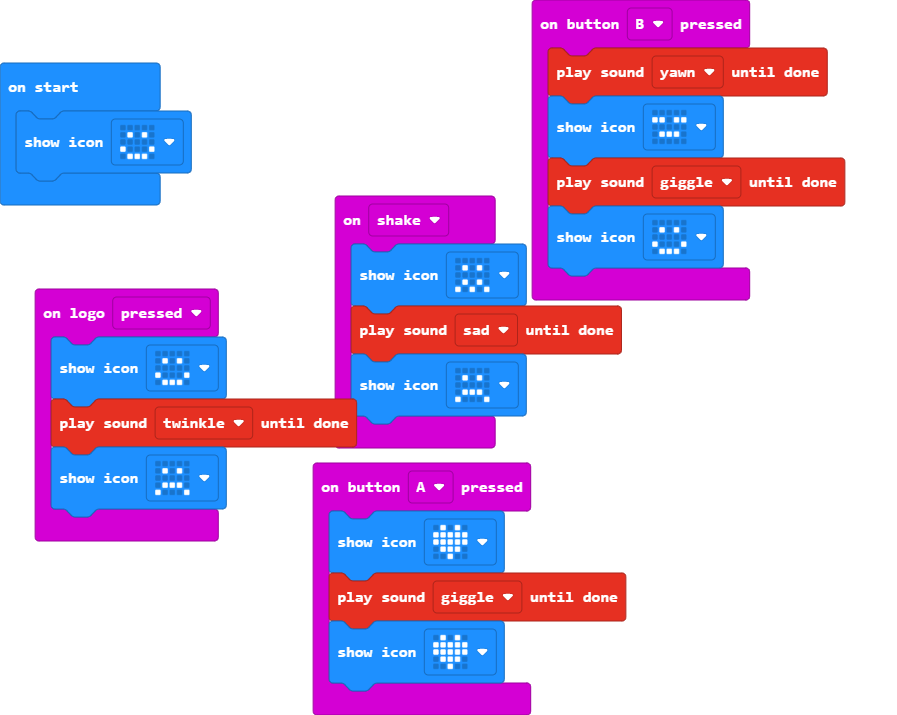 on start
show icon
on button B pressed
play sound yawn until done
show icon
play sound giggle until done
show icon
on shake
show icon
play sound sad until done
show icon
on logo pressed
show icon
play sound twinkle until done
show icon
on button A pressed
show icon
play sound giggle until done
show icon